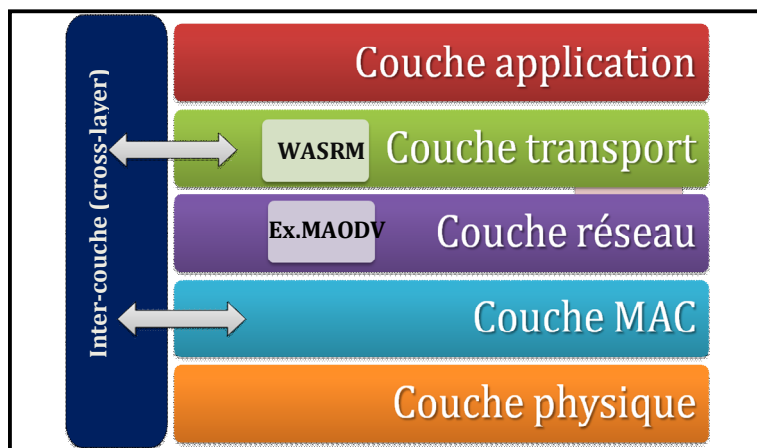 Inter-couche (cross-layer)
Couche application
WASRM
Couche transport
Ex.MAODV
Couche réseau
Couche MAC
Couche physique